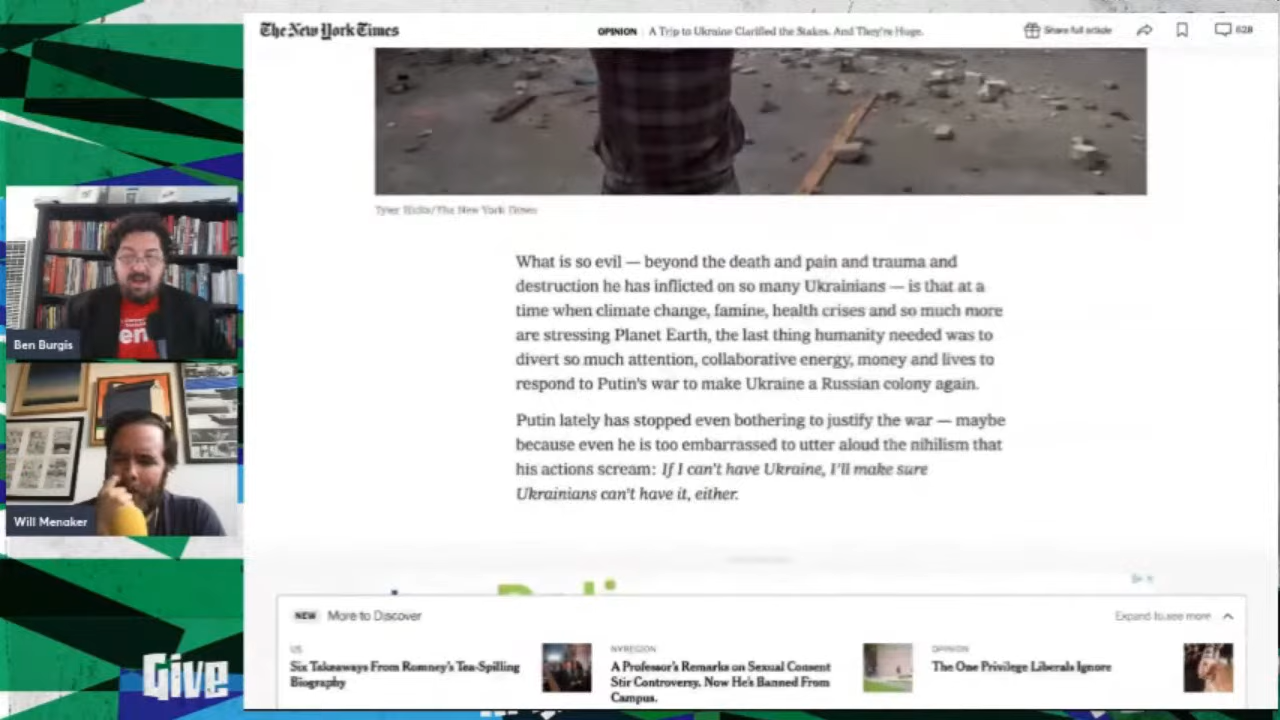 The New York Times
OPINION A Trip to Ukraine Clarified the Stakes. And They're Huge.
Share full article
628
Tyler Hicks/The New York Times
What is so evil — beyond the death and pain and trauma and
destruction he has inflicted on so many Ukrainians — is that at a
time when climate change, famine, health crises and so much more
are stressing Planet Earth, the last thing humanity needed was to
divert so much attention, collaborative energy, money and lives to
respond to Putin's war to make Ukraine a Russian colony again.
Putin lately has stopped even bothering to justify the war — maybe
because even he is too embarrassed to utter aloud the nihilism that
his actions scream: If I can't have Ukraine, I'll make sure
Ukrainians can't have it, either.
Ben Burgis
Will Menaker
NEW More to Discover
Expand to see more
US
Six Takeaways From Romney's Tea-Spilling
Biography
NYREGION
A Professor's Remarks on Sexual Consent
Stir Controversy. Now He's Banned From
Campus.
OPINION
The One Privilege Liberals Ignore
Give